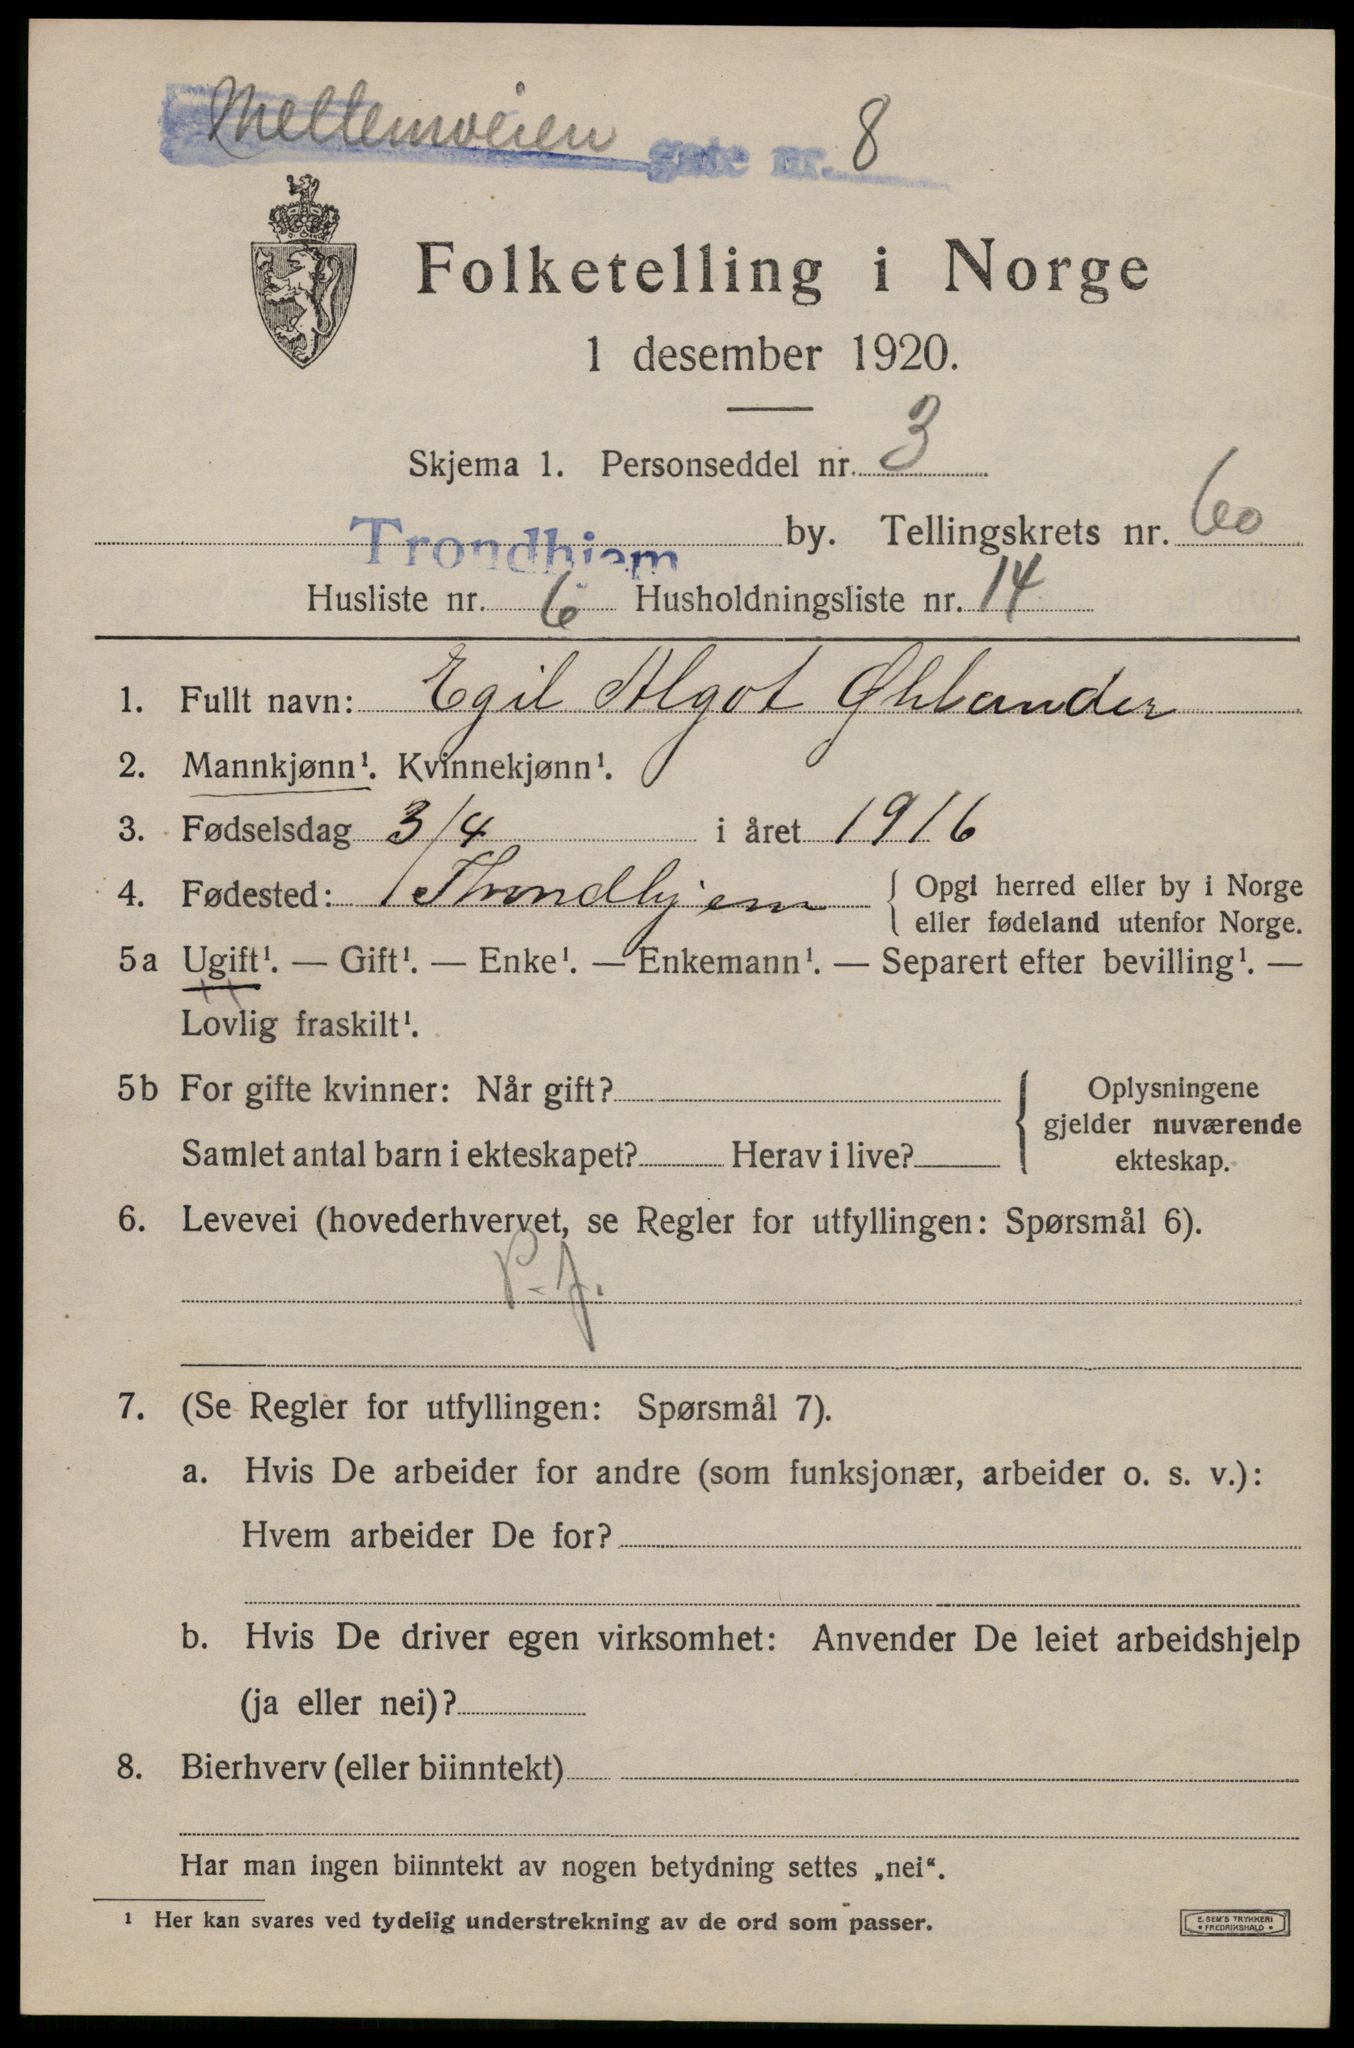 Mellemveien gate nr. 8
Folketelling i Norge
1 desember 1920.
Skjema 1. Personseddel nr. 3
Trondhjem by. Tellingskrets nr. 60
Husliste nr. 6 Husholdningsliste nr. 14
1. Fullt navn: Egil Algot Øhlander
2. Mannkjønn¹. Kvinnekjønn¹.
3. Fødselsdag 3/4 i året 1916
4. Fødested: Throndhjem { Opgi herred eller by i Norge
eller fødeland utenfor Norge.
5a Ugift¹. — Gift¹. — Enke¹. — Enkemann¹. — Separert efter bevilling¹. —
Lovlig fraskilt¹.
5b For gifte kvinner: Når gift? { Oplysningene
gjelder nuværende
Samlet antal barn i ekteskapet? Herav i live? ekteskap.
6. Levevei (hovederhvervet, se Regler for utfyllingen: Spørsmål 6).
P.f.
7. (Se Regler for utfyllingen: Spørsmål 7).
a. Hvis De arbeider for andre (som funksjonær, arbeider o. s. v.):
Hvem arbeider De for?
b. Hvis De driver egen virksomhet: Anvender De leiet arbeidshjelp
(ja eller nei)?
8. Bierhverv (eller biinntekt)
Har man ingen biinntekt av nogen betydning settes „nei“.
¹ Her kan svares ved tydelig understrekning av de ord som passer.
E. SEM'S TRYKKERI
• FREDRIKSHALD •